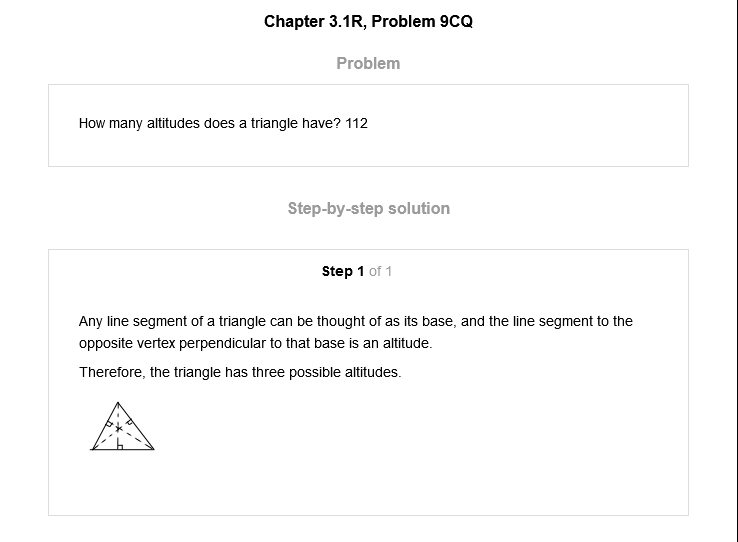 Chapter 3.1R, Problem 9CQ
Problem
How many altitudes does a triangle have? 112
Step-by-step solution
Step 1 of 1
Any line segment of a triangle can be thought of as its base, and the line segment to the
opposite vertex perpendicular to that base is an altitude.
Therefore, the triangle has three possible altitudes.